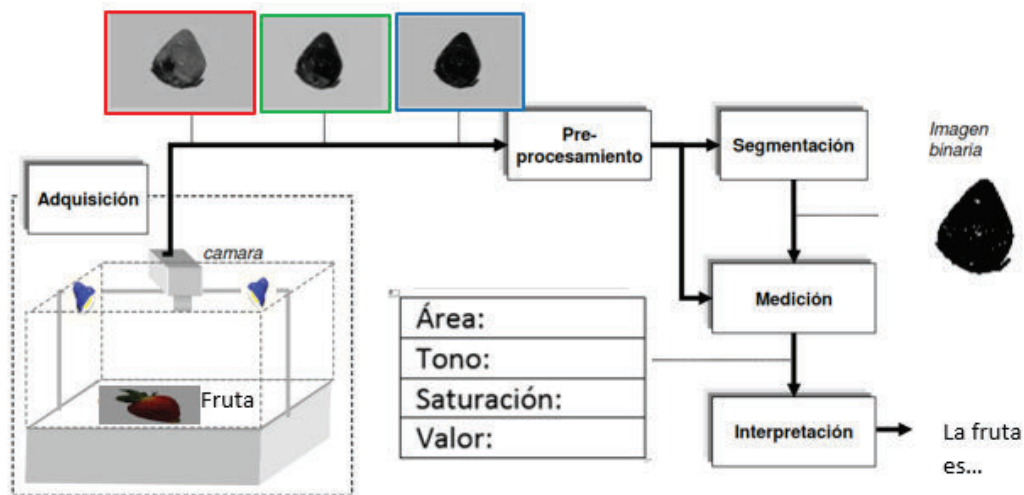 Adquisición
camara
Fruta
Pre-
procesamiento
Segmentación
Imagen
binaria
Medición
Área:
Tono:
Saturación:
Valor:
Interpretación
La fruta
es...